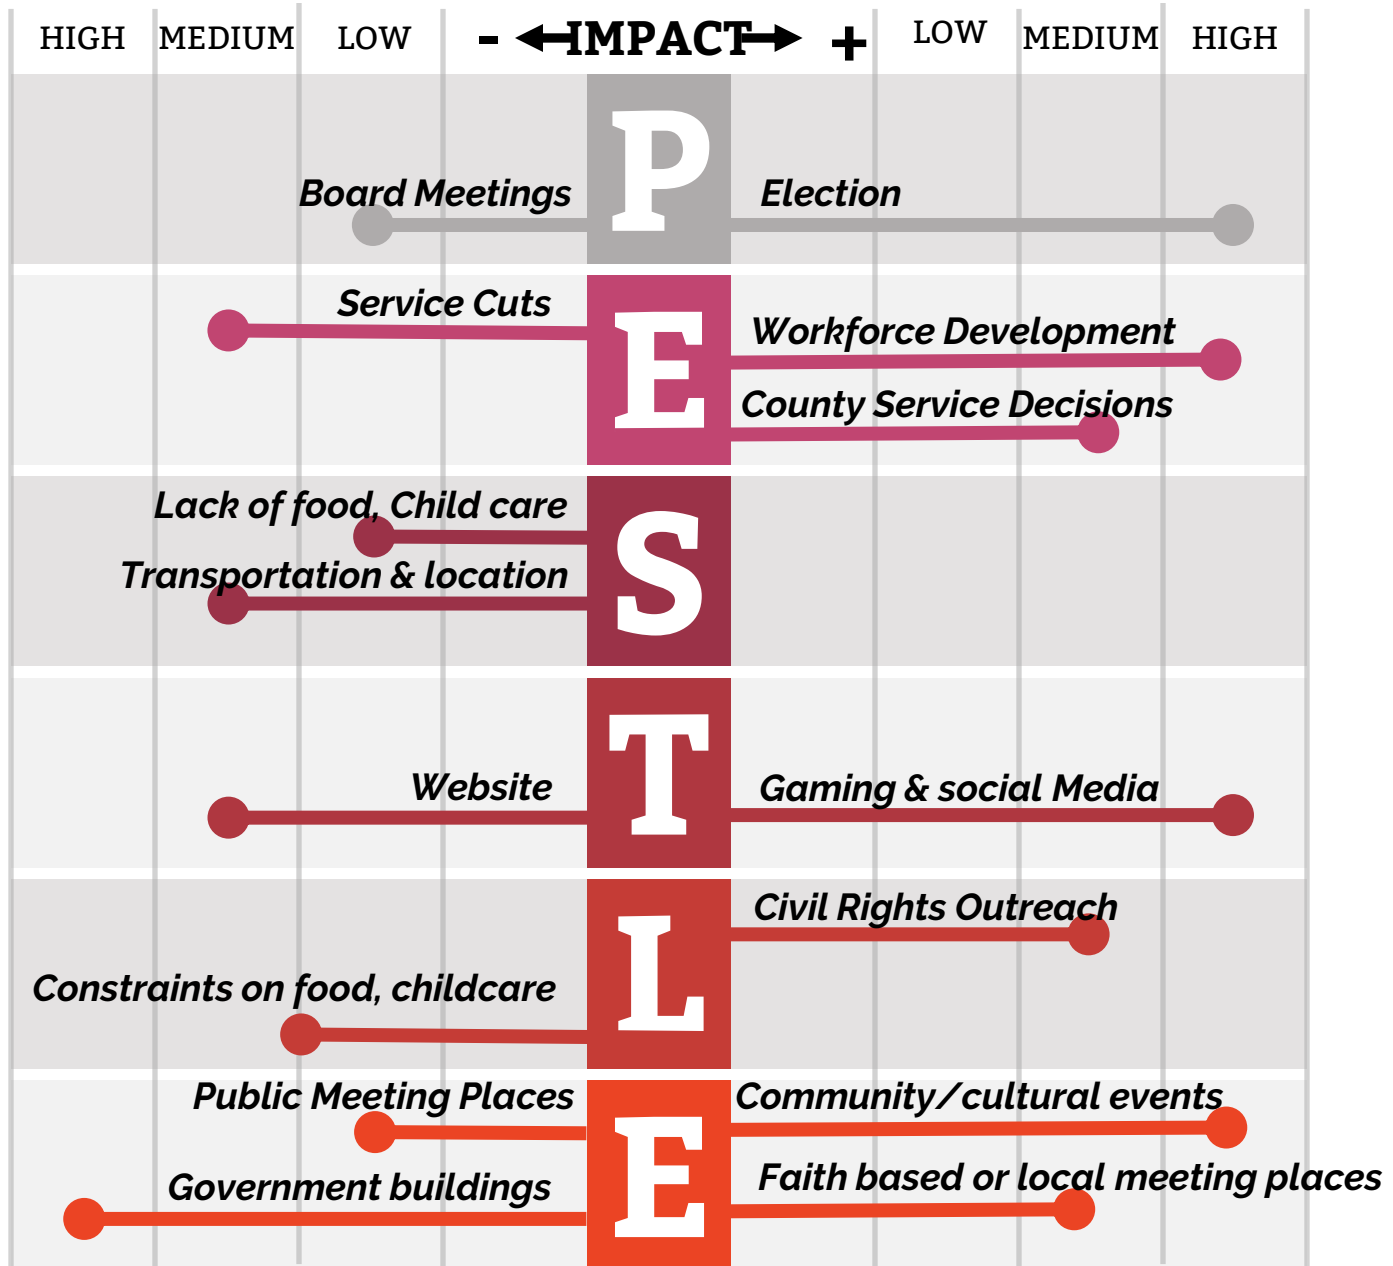 HIGH MEDIUM LOW - IMPACT + LOW MEDIUM HIGH
P
Board Meetings
Election
E
Service Cuts
Workforce Development
County Service Decisions
S
Lack of food, Child care
Transportation & location
T
Website
Gaming & social Media
L
Civil Rights Outreach
Constraints on food, childcare
E
Public Meeting Places
Community/cultural events
Government buildings
Faith based or local meeting places